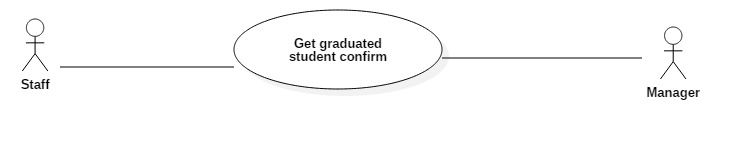 Get graduated
student confirm
Staff
Manager